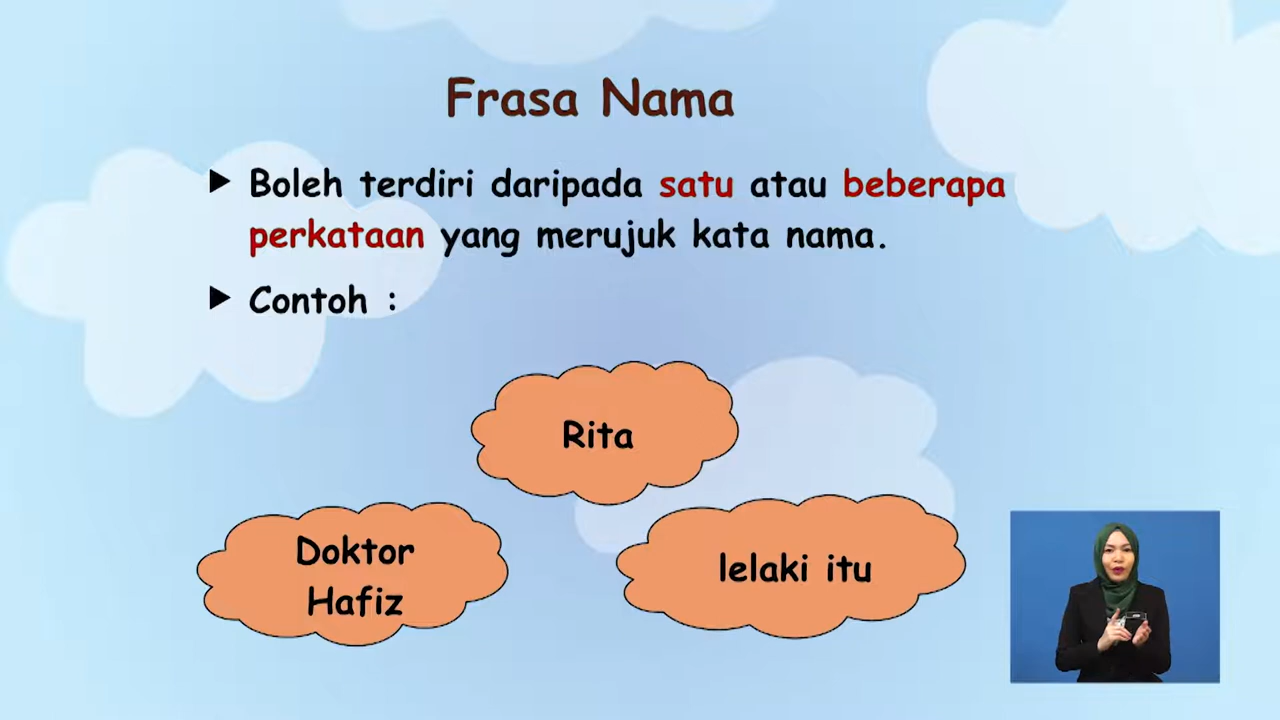 Frasa Nama
Boleh terdiri daripada satu atau beberapa
perkataan yang merujuk kata nama.
Contoh :
Rita
Doktor
Hafiz
lelaki itu